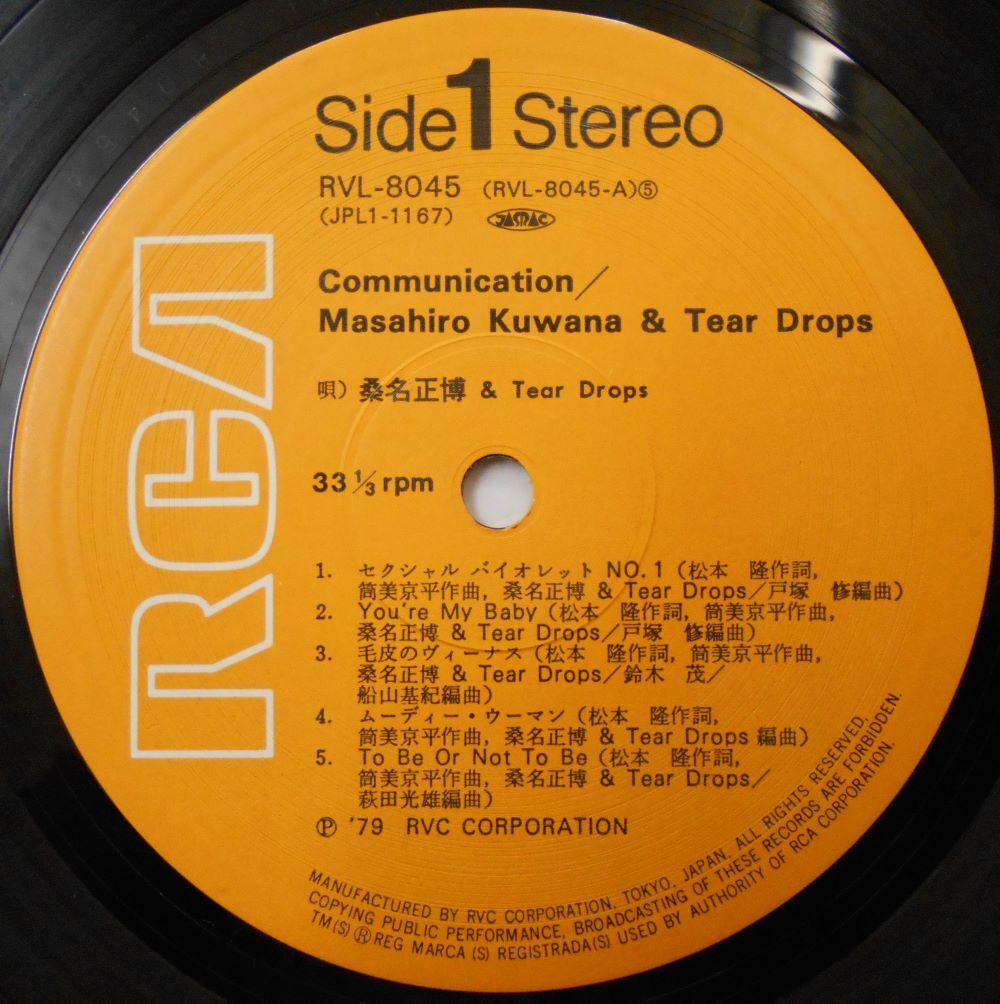 Side 1 Stereo
RVL-8045 (RVL-8045-A)⑤
(JPL1-1167) JASRAC
Communication/
Masahiro Kuwana & Tear Drops
唄) 桑名正博 & Tear Drops
33 1/3 rpm
RCA
1. セクシャル バイオレット NO.1 (松本 隆作詞,
筒美京平作曲, 桑名正博 & Tear Drops/戸塚 修編曲)
2. You're My Baby (松本 隆作詞, 筒美京平作曲,
桑名正博 & Tear Drops/戸塚 修編曲)
3. 毛皮のヴィーナス (松本 隆作詞, 筒美京平作曲,
桑名正博 & Tear Drops/鈴木 茂/
船山基紀編曲)
4. ムーディー・ウーマン (松本 隆作詞,
筒美京平作曲, 桑名正博 & Tear Drops 編曲)
5. To Be Or Not To Be (松本 隆作詞,
筒美京平作曲, 桑名正博 & Tear Drops/
萩田光雄編曲)
Ⓟ '79 RVC CORPORATION
MANUFACTURED BY RVC CORPORATION, TOKYO, JAPAN. ALL RIGHTS RESERVED.
COPYING PUBLIC PERFORMANCE, BROADCASTING OF THESE RECORDS ARE FORBIDDEN.
TM(S) ® REG MARCA (S) REGISTRADA(S) USED BY AUTHORITY OF RCA CORPORATION.